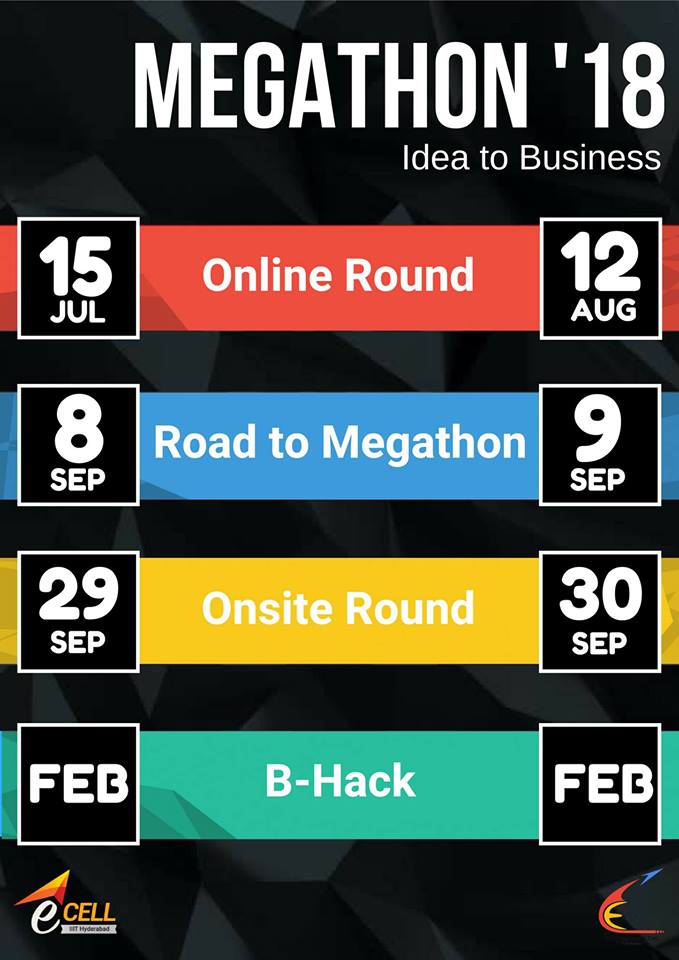 MEGATHON '18
Idea to Business
15
JUL
Online Round
12
AUG
8
SEP
Road to Megathon
9
SEP
29
SEP
Onsite Round
30
SEP
FEB
B-Hack
FEB
eCELL
IIIT Hyderabad